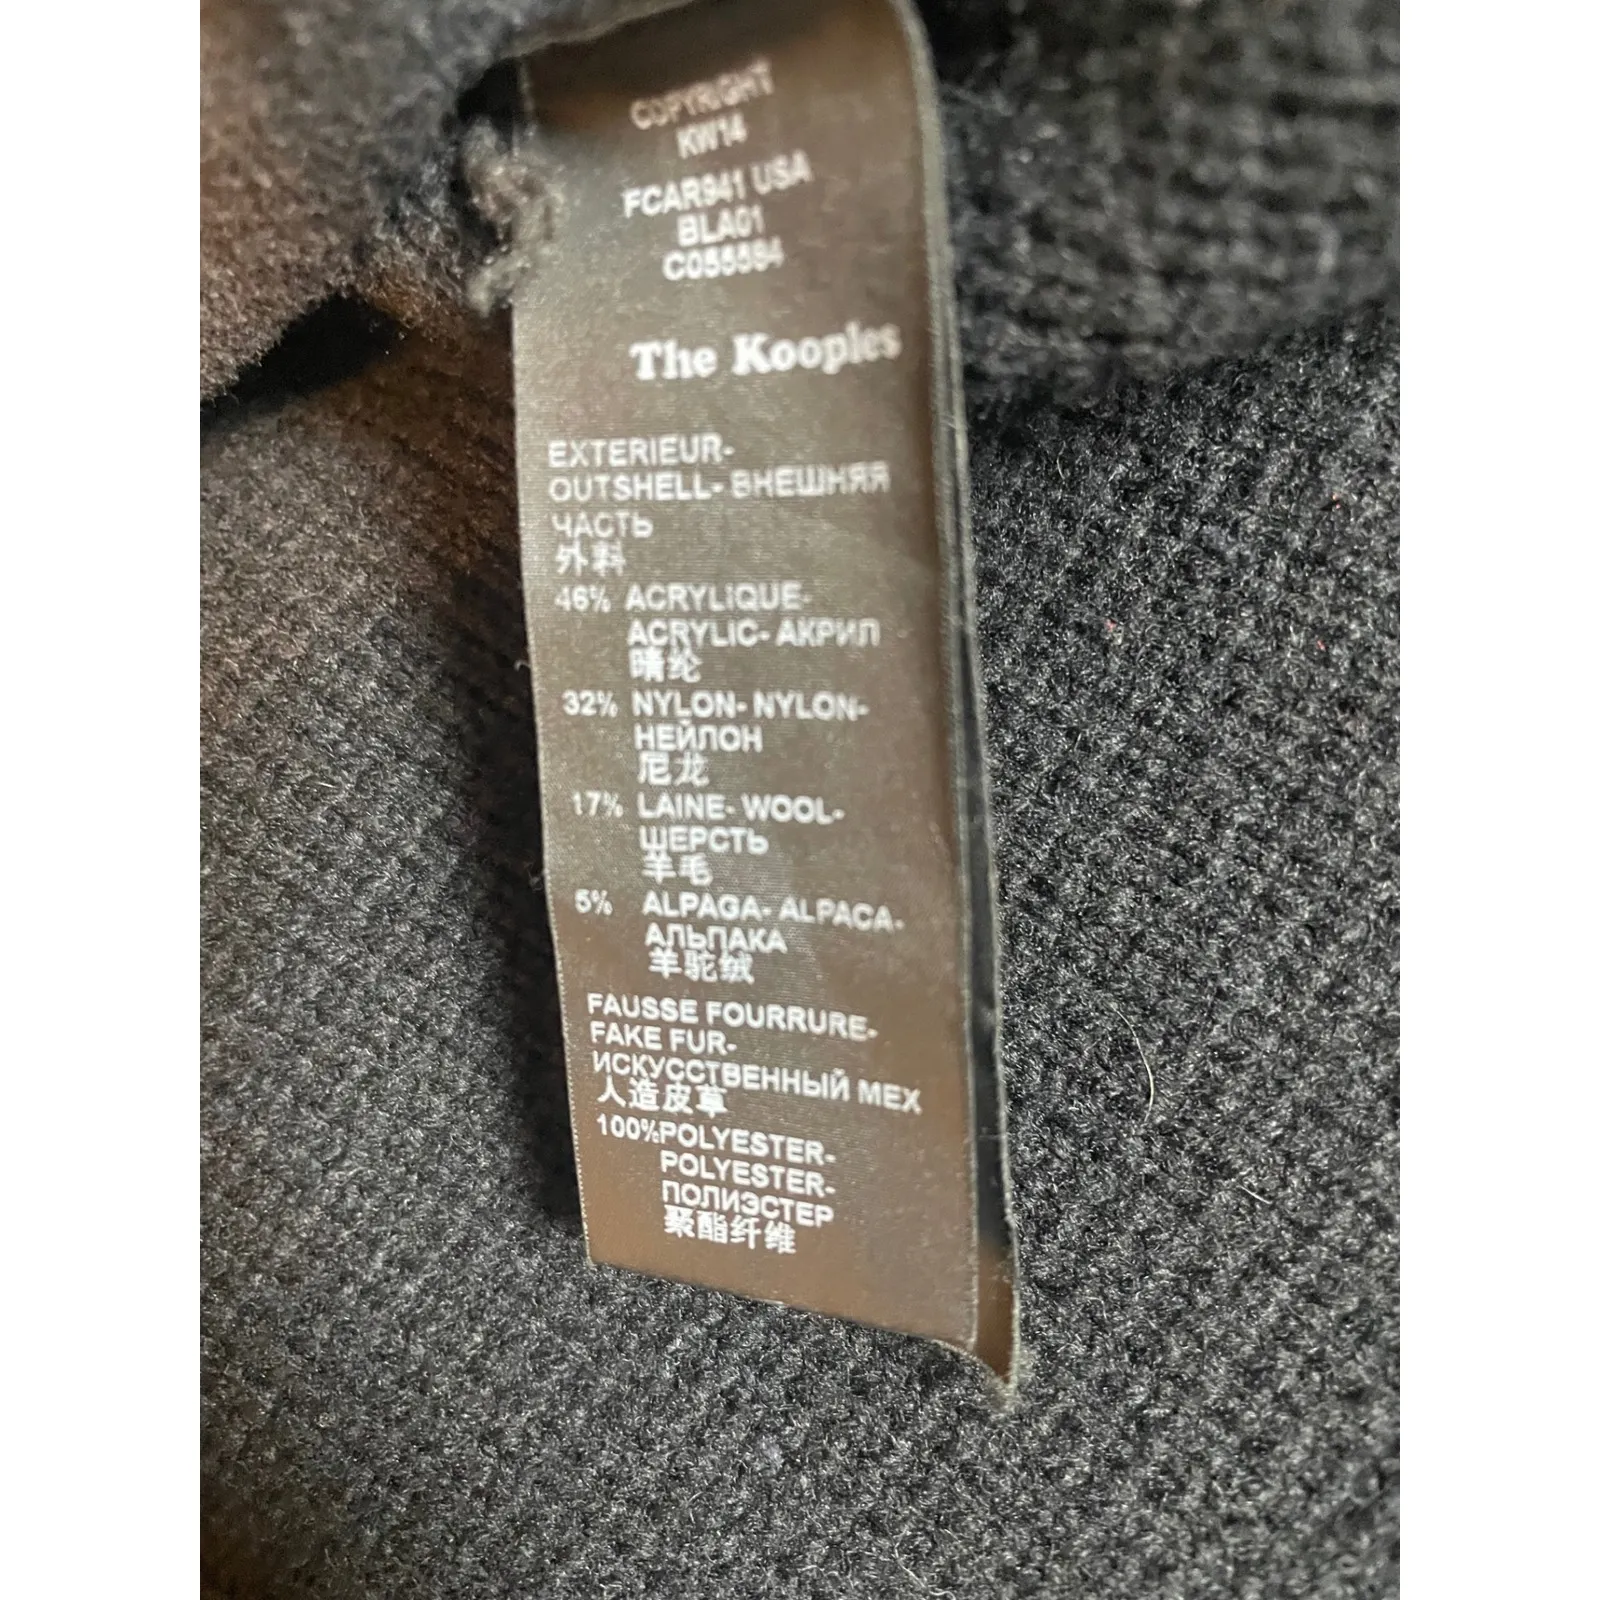 COPYRIGHT
KW14
FCAR941 USA
BLA01
The Kooples
EXTERIEUR-
OUTSHELL- ВНЕШНЯЯ
ЧАСТЬ
外料
46% ACRYLIQUE-
ACRYLIC- АКРИЛ
晴纶
32% NYLON- NYLON-
НЕЙЛОН
尼龙
17% LAINE- WOOL-
ШЕРСТЬ
羊毛
5% ALPAGA- ALPACA-
АЛЬПАКА
羊驼绒
FAUSSE FOURRURE-
FAKE FUR-
ИСКУССТВЕННЫЙ МЕХ
人造皮草
100%POLYESTER-
POLYESTER-
ПОЛИЭСТЕР
聚酯纤维